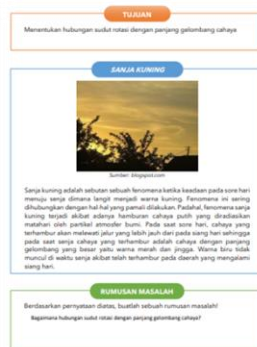 TUJUAN
Menentukan hubungan sudut rotasi dengan panjang gelombang cahaya
SANJA KUNING
Sumber: blogspot.com
Sanja kuning adalah sebutan sebuah fenomena ketika keadaan pada sore hari
menuju senja dimana langit menjadi warna kuning. Fenomena ini sering
dihubungkan dengan hal hal yang pamali dilakukan. Padahal, fenomena sanja
kuning terjadi akibat adanya hamburan cahaya putih yang diradiasikan
matahari oleh partikel atmosfer bumi. Pada saat sore hari, cahaya yang
terhambur akan melewati jalur yang lebih jauh dari pada siang hari sehingga
pada saat senja cahaya yang terhambur adalah cahaya dengan panjang
gelombang yang besar yaitu warna merah dan jingga. Warna biru tidak
muncul di waktu senja akibat telah terhambur pada daerah yang mengalami
siang hari.
RUMUSAN MASALAH
Berdasarkan pernyataan diatas, buatlah sebuah rumusan masalah!
Bagaimana hubungan sudut rotasi dengan panjang gelombang cahaya?